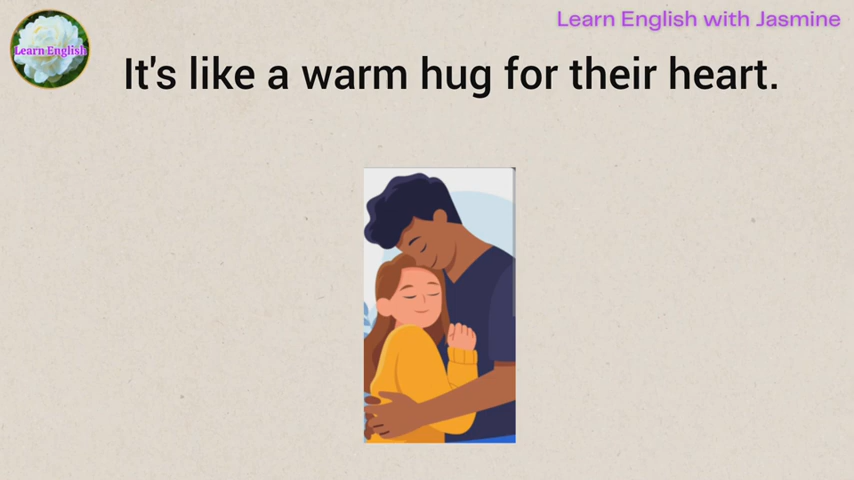 Learn English with Jasmine
Learn English
It's like a warm hug for their heart.